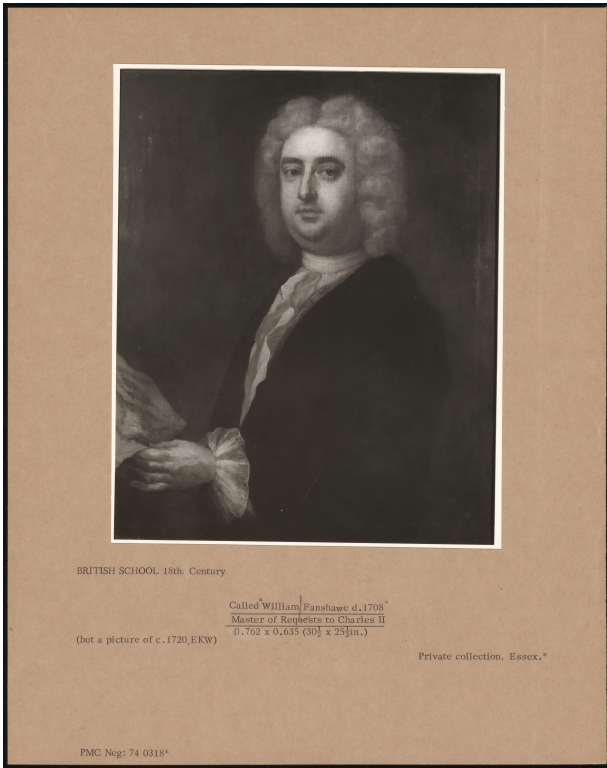 BRITISH SCHOOL 18th Century
Called "William Fanshawe d.1708"
Master of Requests to Charles II
0.762 x 0.635 (30½ x 25½in.)
(but a picture of c.1720,EKW)
Private collection, Essex.*
PMC Neg: 74 0318*